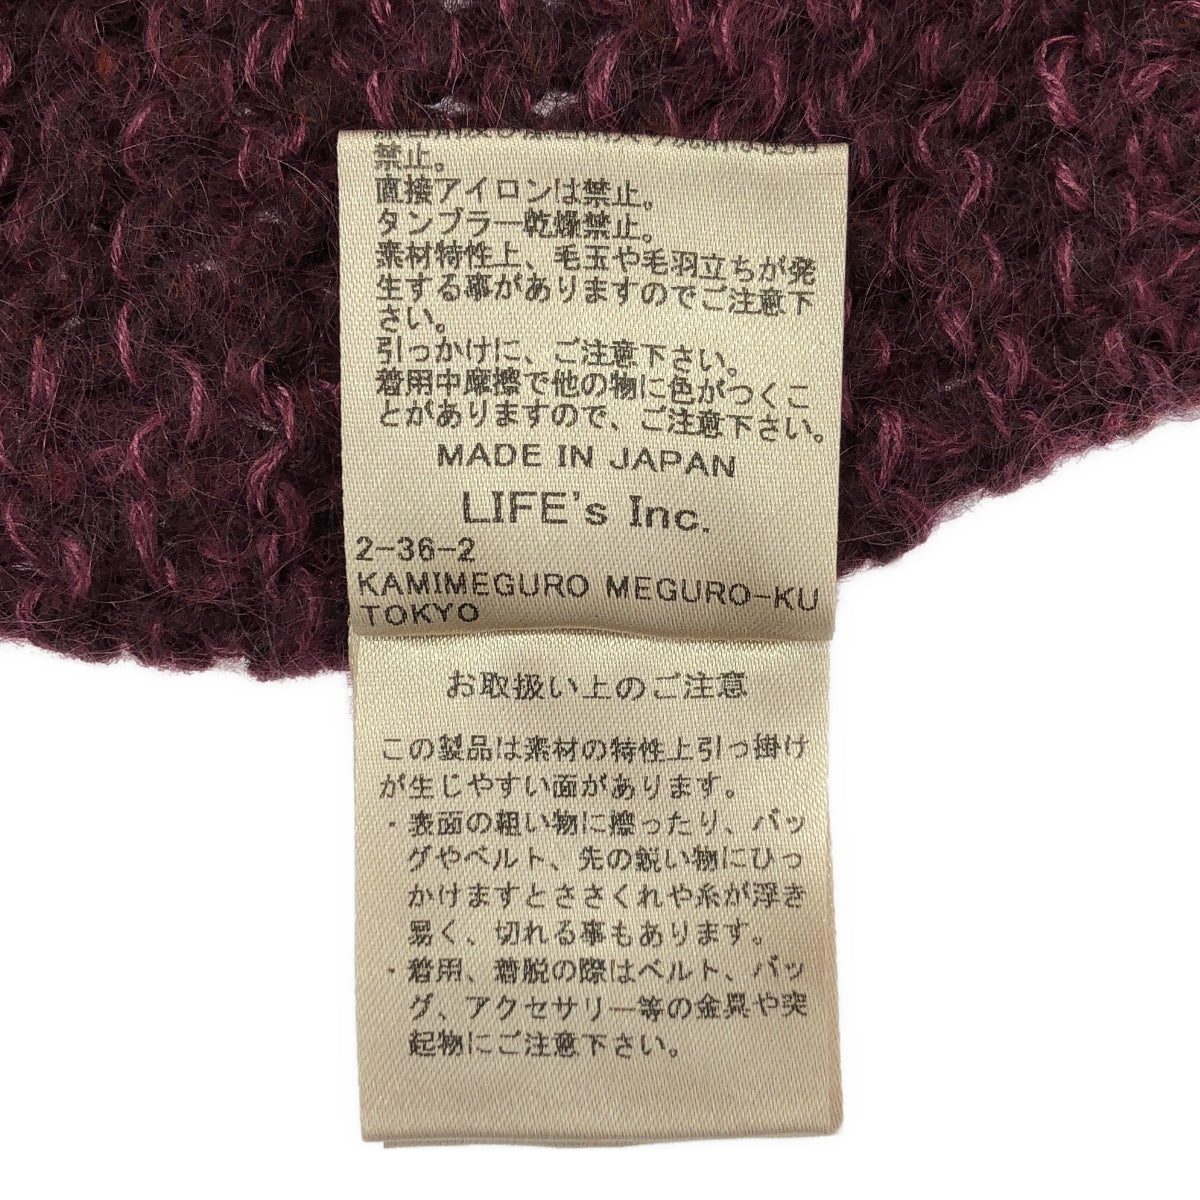 禁止。
直接アイロンは禁止。
タンブラー乾燥禁止。
素材特性上、毛玉や毛羽立ちが発
生する事がありますのでご注意下
さい。
引っかけに、ご注意下さい。
着用中摩擦で他の物に色がつくこ
とがありますので、ご注意下さい。
MADE IN JAPAN
LIFE's Inc.
2-36-2
KAMIMEGURO MEGURO-KU
TOKYO
お取扱い上のご注意
この製品は素材の特性上引っ掛け
が生じやすい面があります。
・表面の粗い物に擦ったり、バッ
グやベルト、先の鋭い物にひっ
かけますとささくれや糸が浮き
易く、切れる事もあります。
・着用、着脱の際はベルト、バッ
グ、アクセサリー等の金具や突
起物にご注意下さい。